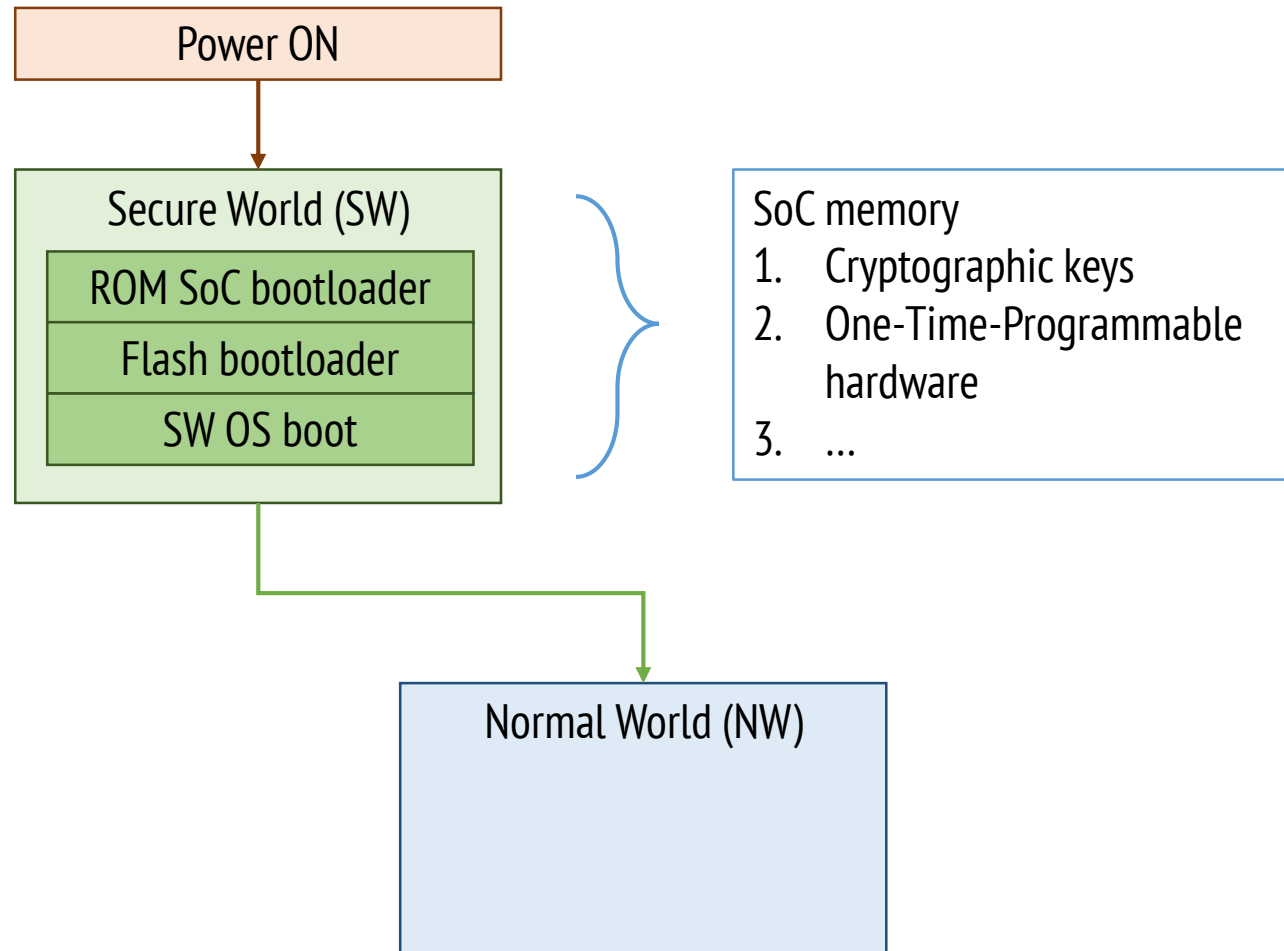 Power ON
Secure World (SW)
ROM SoC bootloader
Flash bootloader
SW OS boot
SoC memory
1. Cryptographic keys
2. One-Time-Programmable
hardware
3. ...
Normal World (NW)